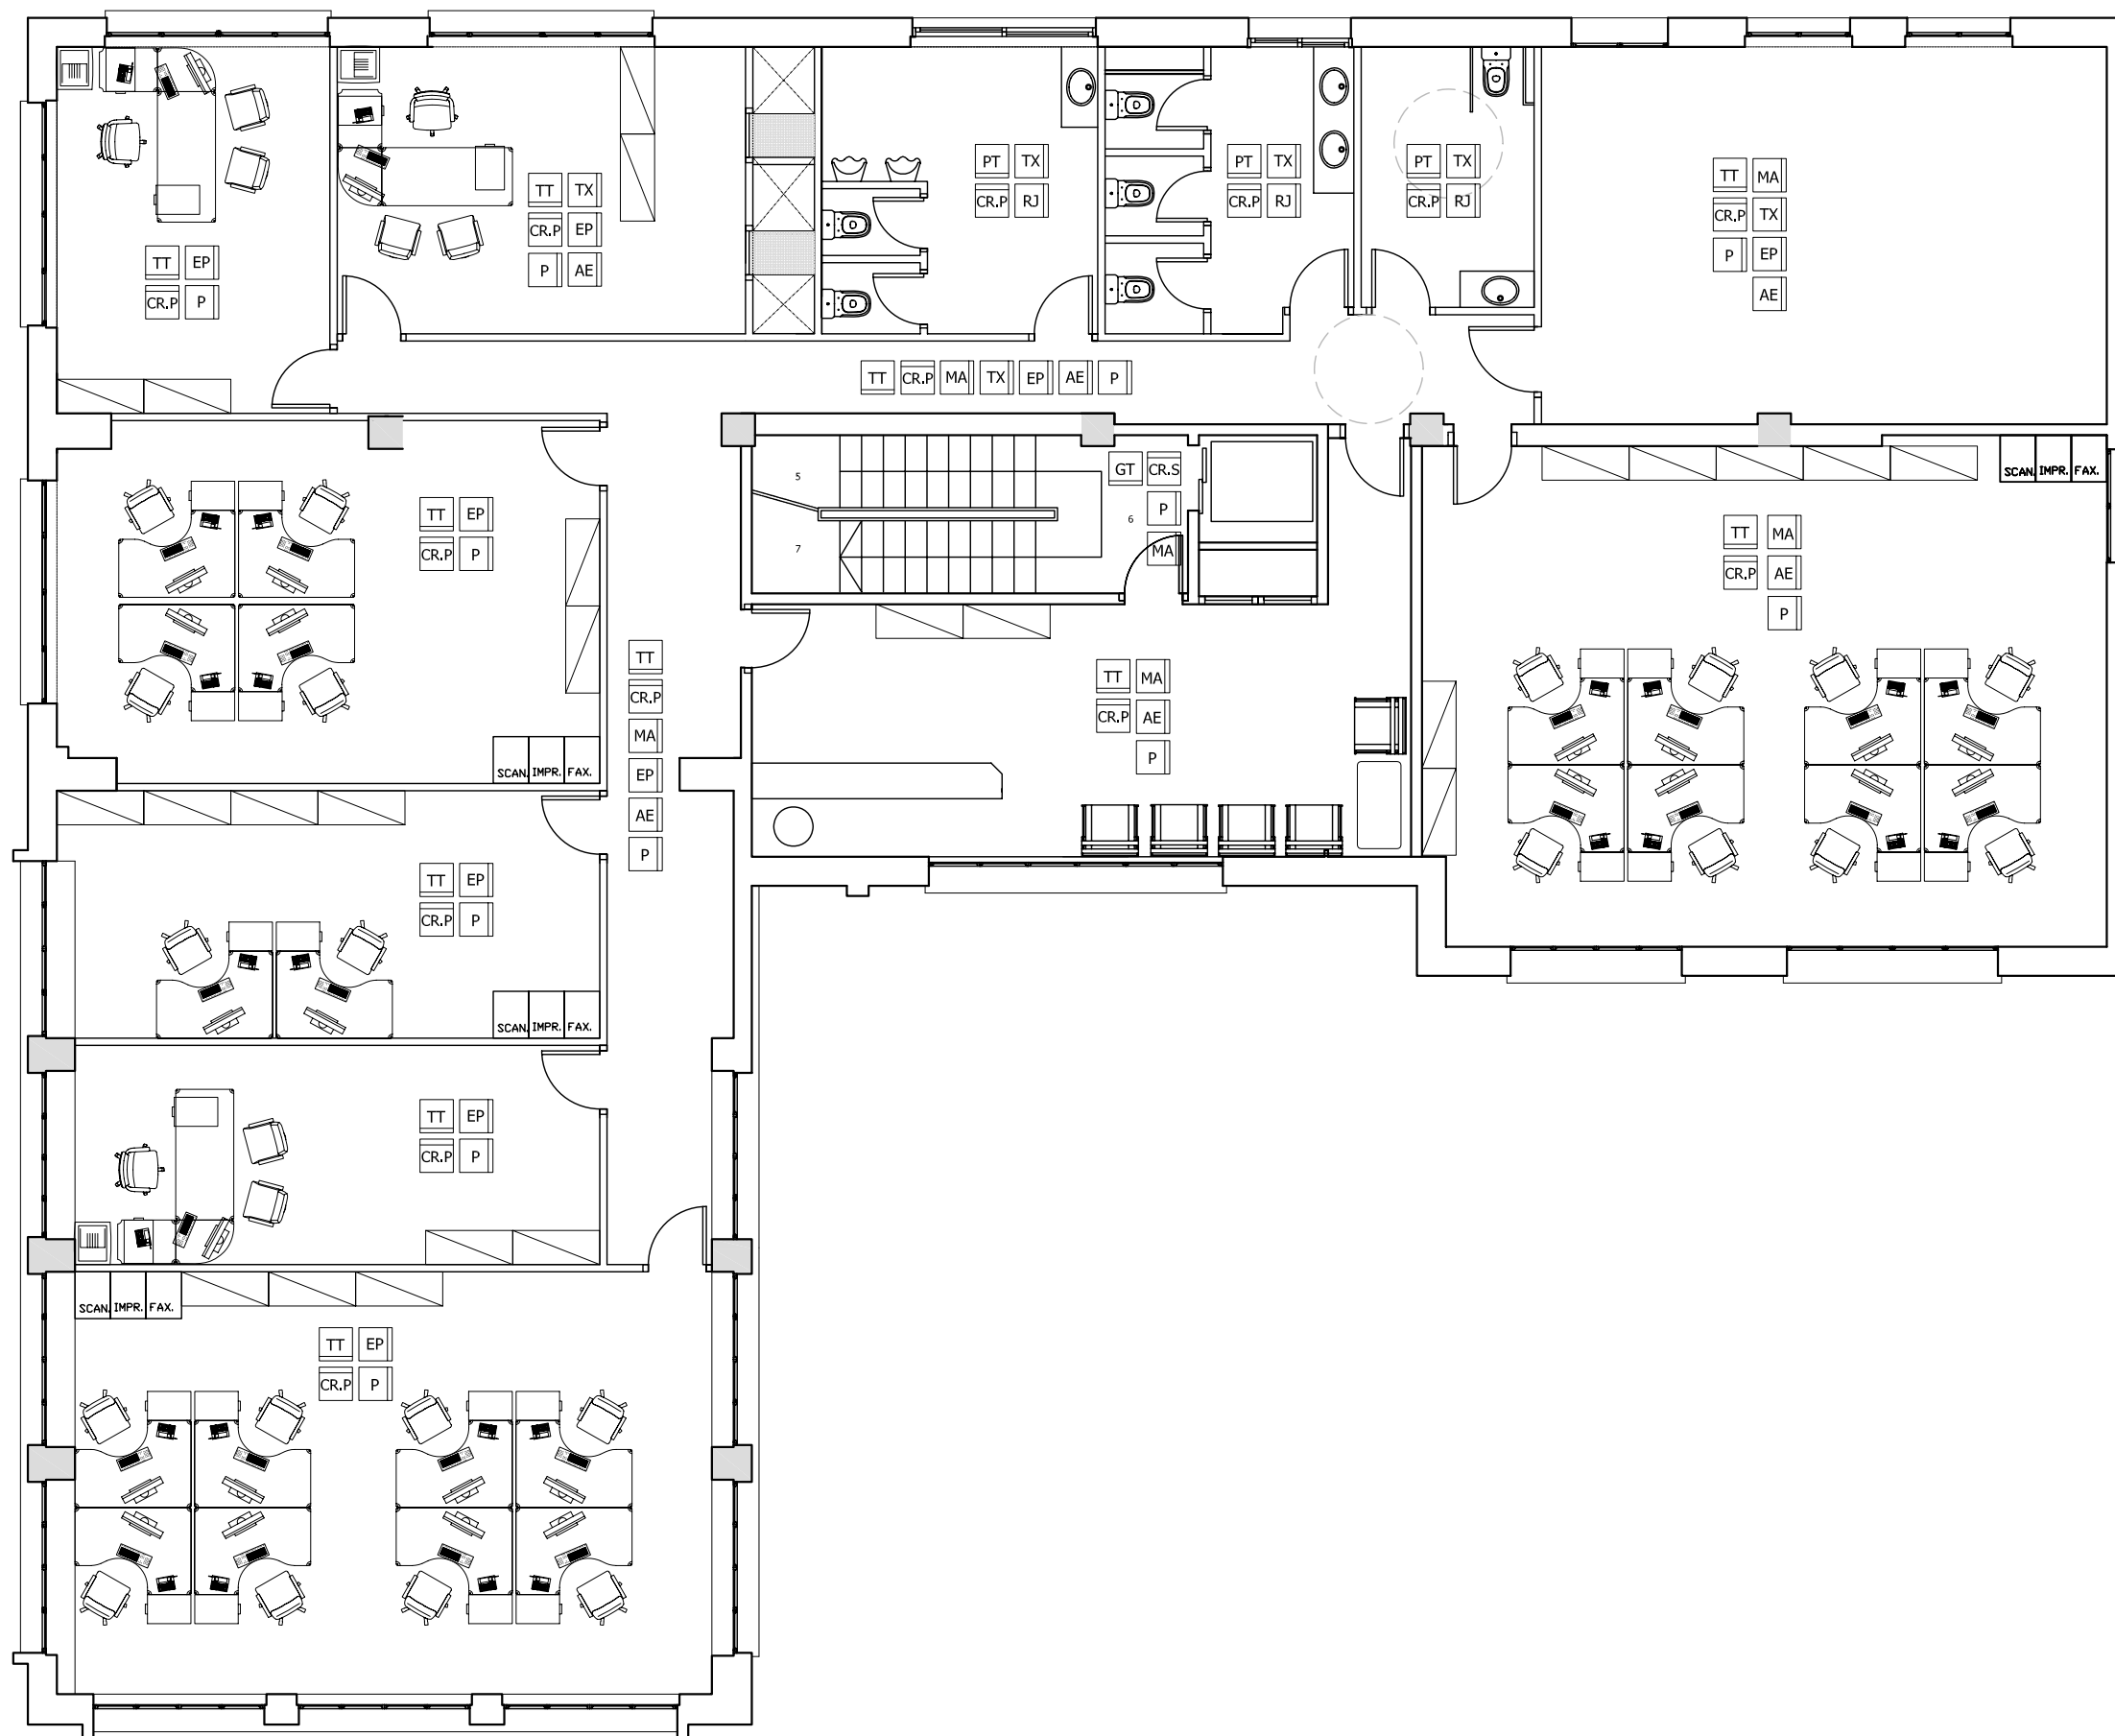 PT TX
PT TX
PT TX
TT MA
CR.P RJ
CR.P RJ
CR.P RJ
CR.P TX
P EP
AE
TT TX
CR.P EP
P AE
TT EP
CR.P P
TT CR.P MA TX EP AE P
5
GT CR.S
P
6
MA
7
SCAN. IMPR. FAX.
TT EP
CR.P P
TT MA
CR.P AE
P
TT
CR.P
MA
EP
AE
P
TT MA
CR.P AE
P
SCAN. IMPR. FAX.
TT EP
CR.P P
SCAN. IMPR. FAX.
TT EP
CR.P P
SCAN. IMPR. FAX.
TT EP
CR.P P